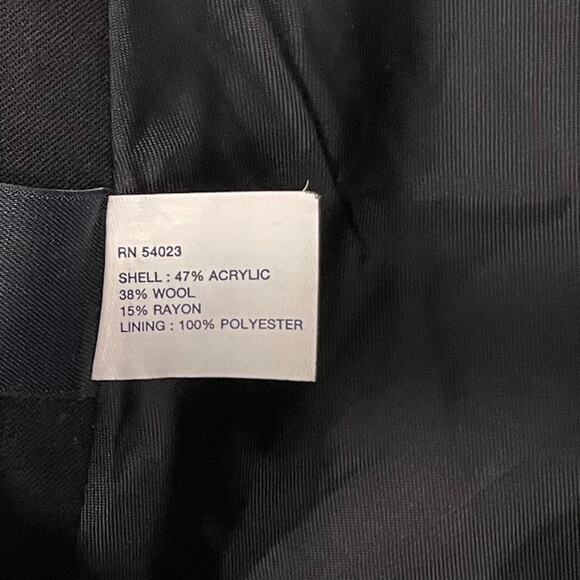 RN 54023
SHELL : 47% ACRYLIC
38% WOOL
15% RAYON
LINING : 100% POLYESTER